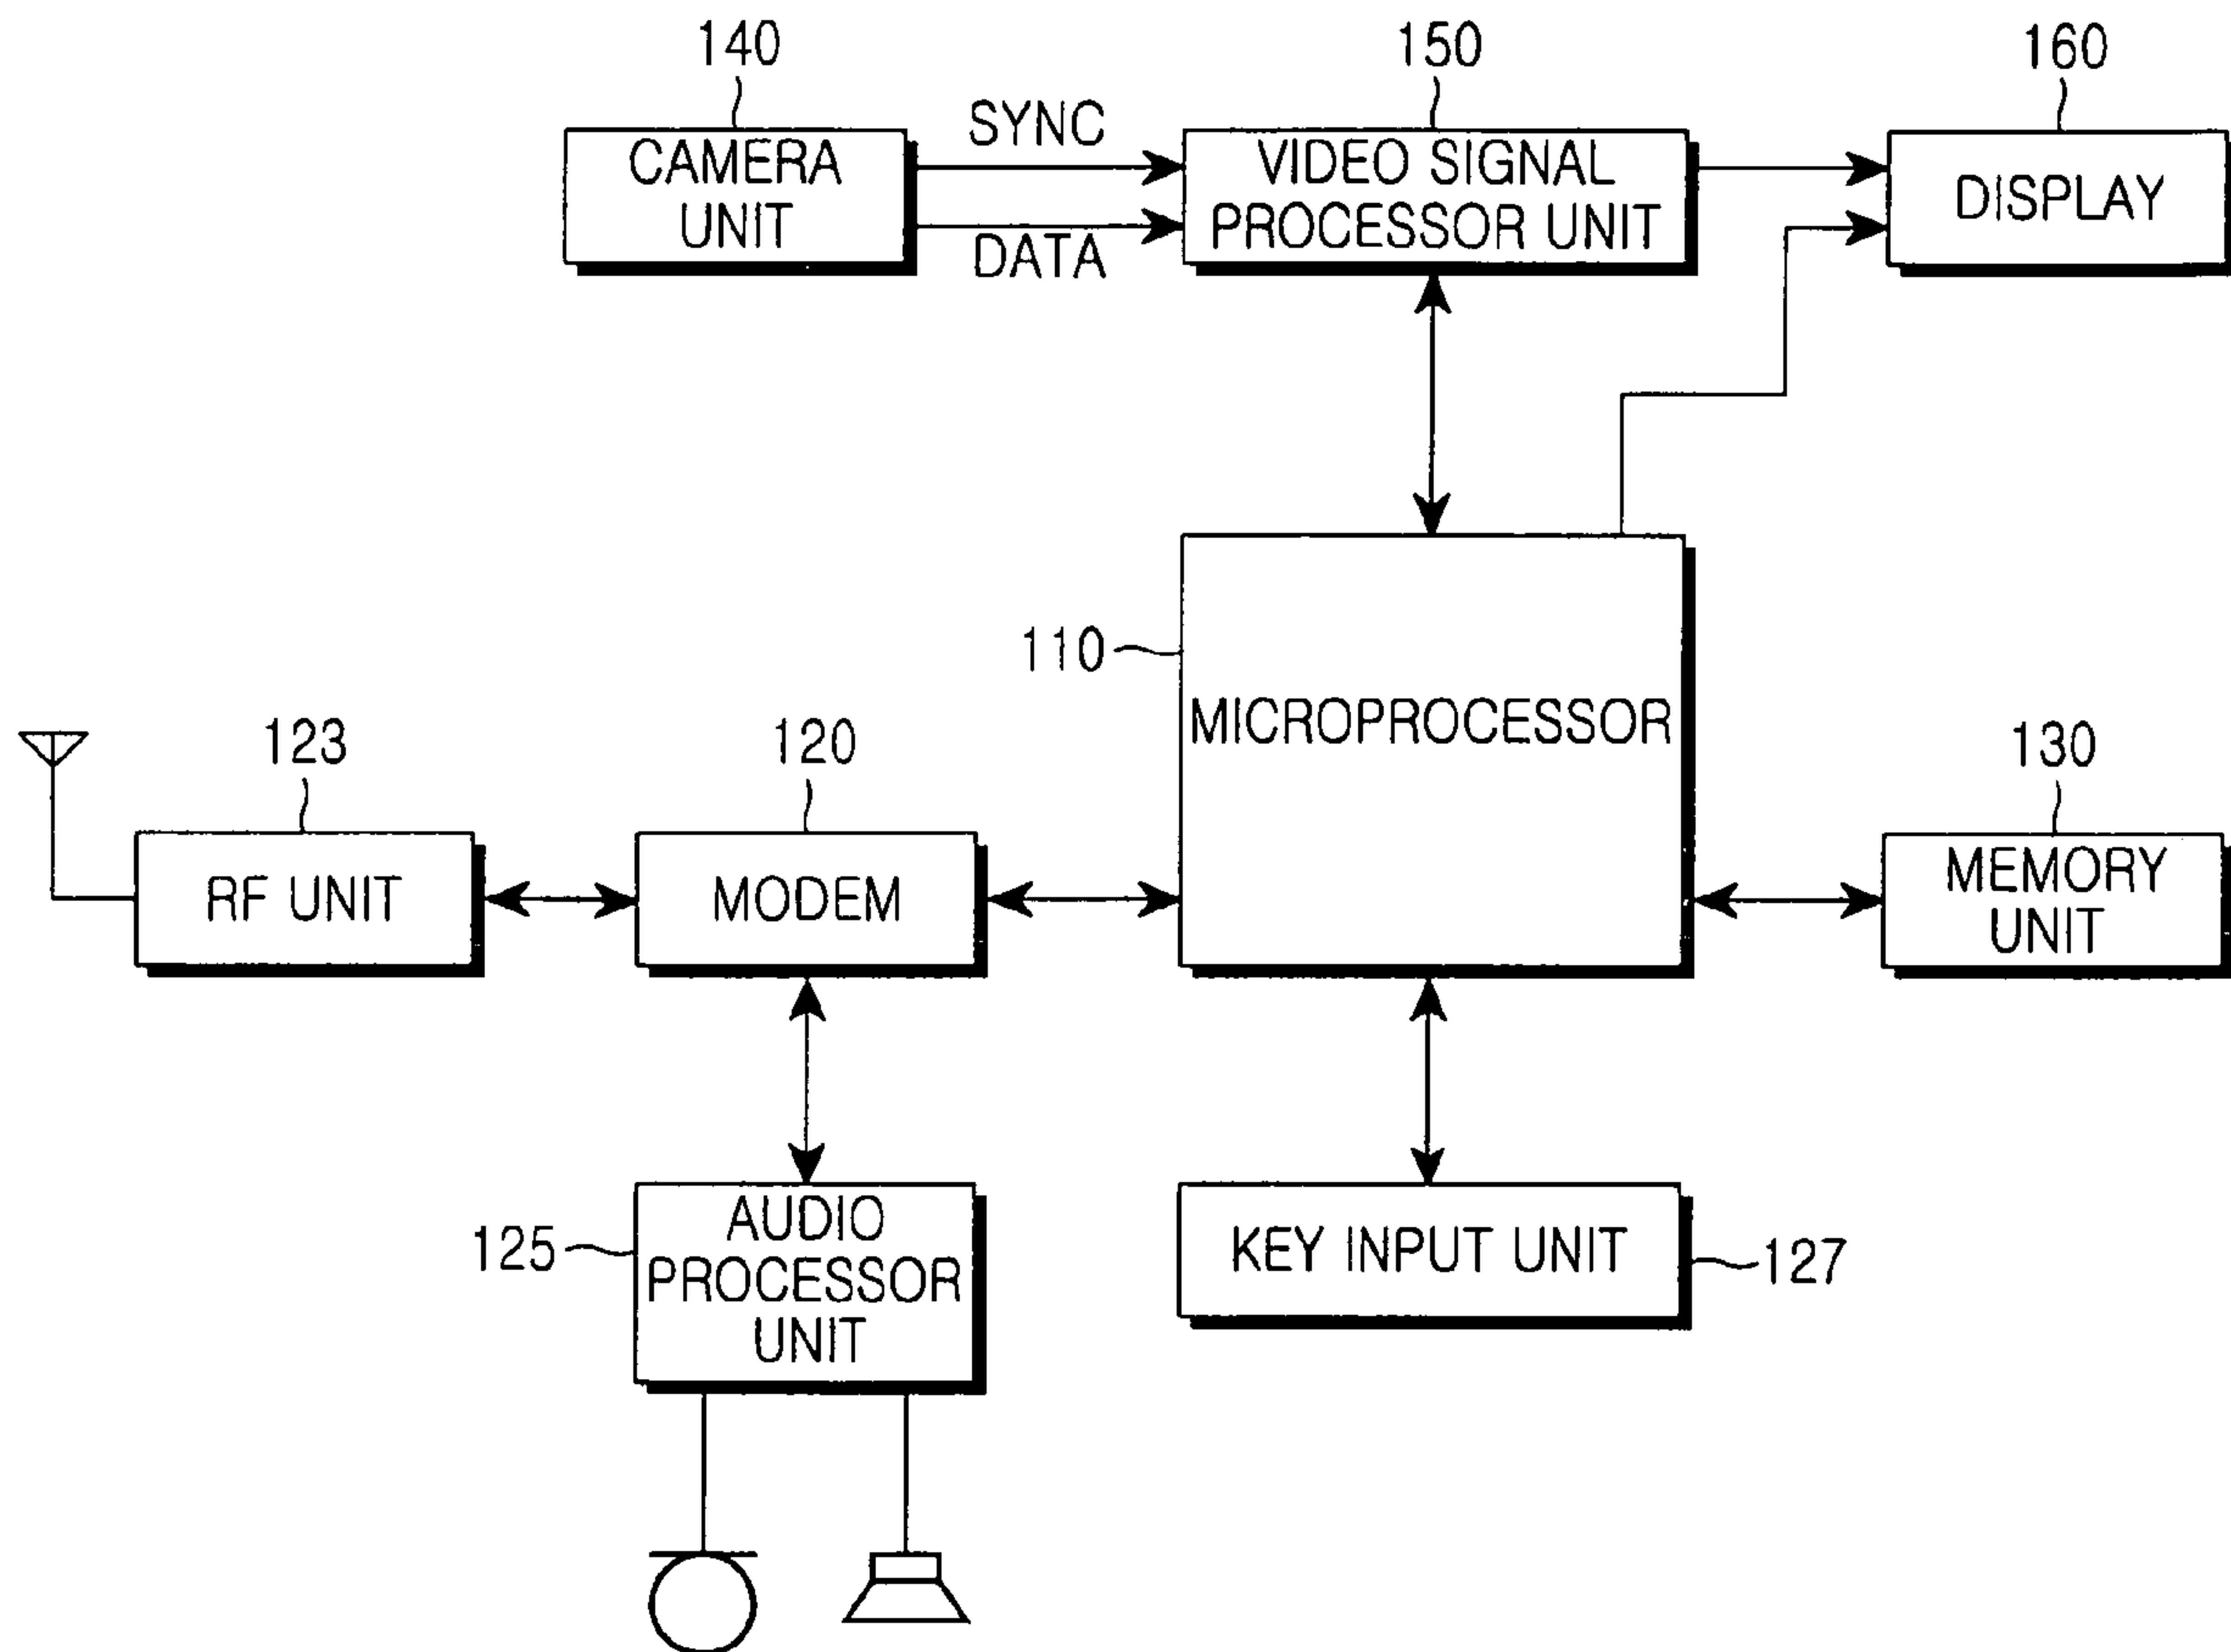 140
150
160
SYNC
CAMERA
UNIT
VIDEO SIGNAL
PROCESSOR UNIT
DISPLAY
DATA
110
MICROPROCESSOR
123
120
130
RF UNIT
MODEM
MEMORY
UNIT
125
AUDIO
PROCESSOR
UNIT
KEY INPUT UNIT
127